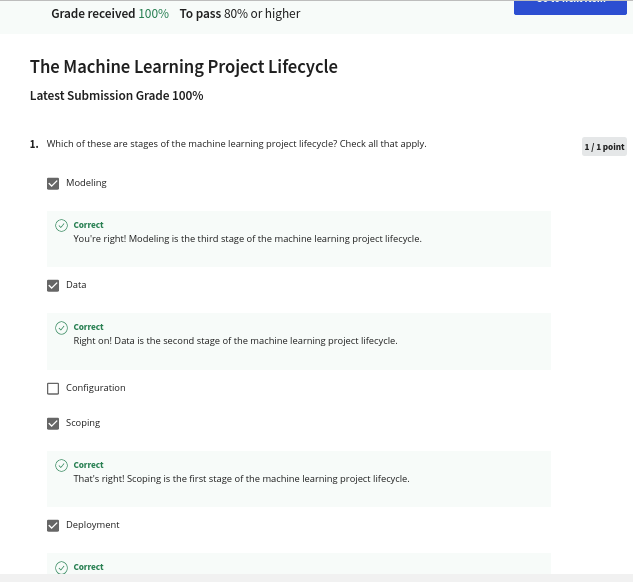 Grade received 100% To pass 80% or higher
The Machine Learning Project Lifecycle
Latest Submission Grade 100%
1. Which of these are stages of the machine learning project lifecycle? Check all that apply.
1 / 1 point
Modeling
Correct
You're right! Modeling is the third stage of the machine learning project lifecycle.
Data
Correct
Right on! Data is the second stage of the machine learning project lifecycle.
Configuration
Scoping
Correct
That's right! Scoping is the first stage of the machine learning project lifecycle.
Deployment
Correct